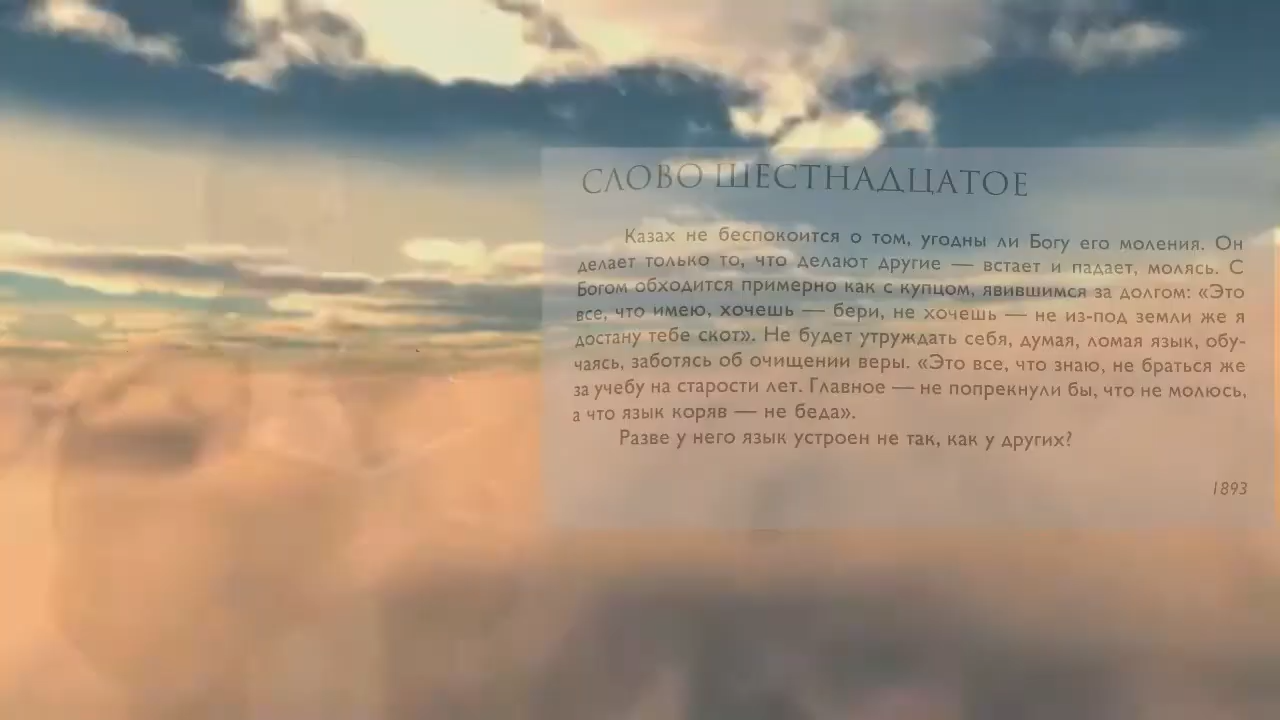 СЛОВО ШЕСТНАДЦАТОЕ
Казах не беспокоится о том, угодны ли Богу его моления. Он
делает только то, что делают другие — встает и падает, молясь. С
Богом обходится примерно как с купцом, явившимся за долгом: «Это
все, что имею, хочешь — бери, не хочешь — не из-под земли же я
достану тебе скот». Не будет утруждать себя, думая, ломая язык, обу-
чаясь, заботясь об очищении веры. «Это все, что знаю, не браться же
за учебу на старости лет. Главное — не попрекнули бы, что не молюсь,
а что язык коряв — не беда».
Разве у него язык устроен не так, как у других?
1893